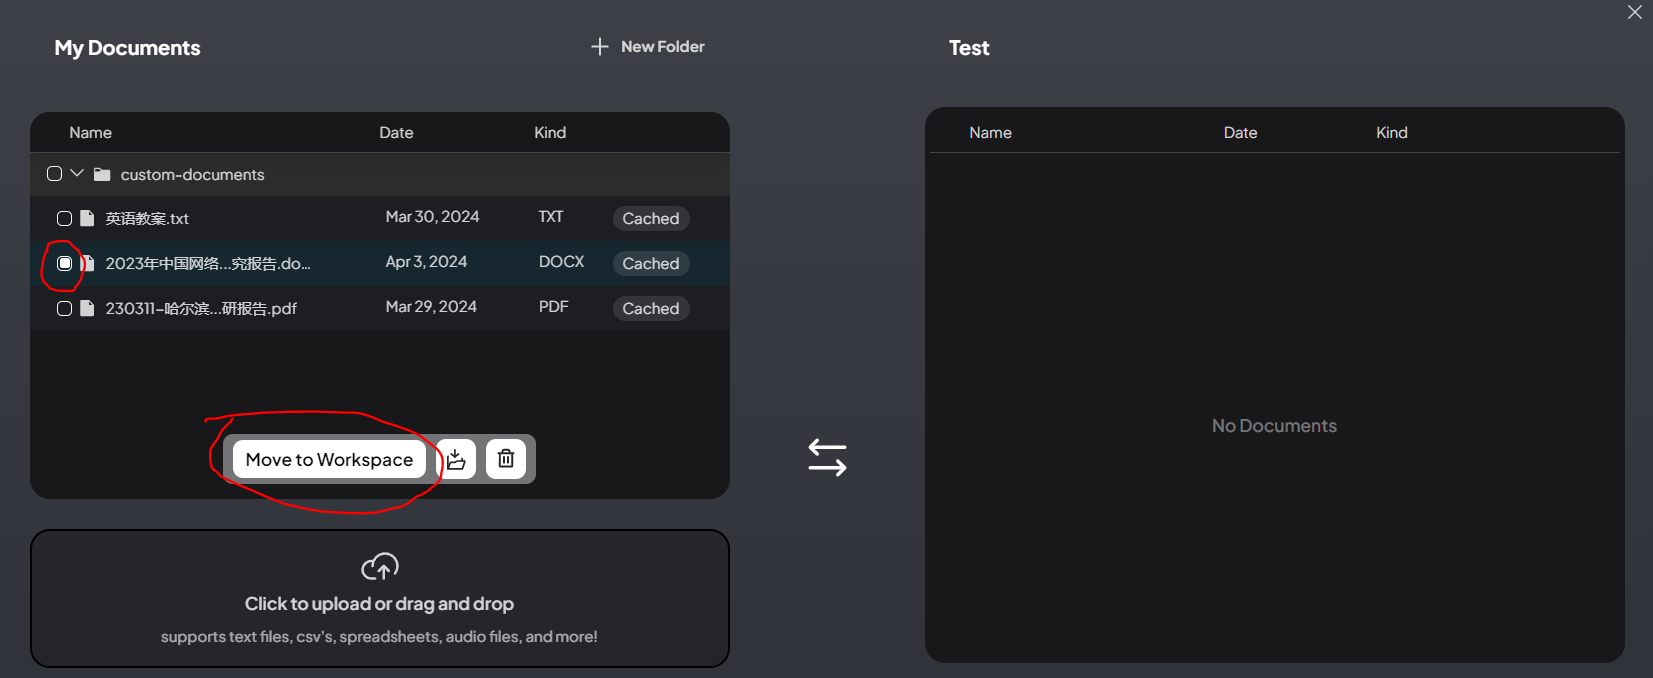 My Documents
New Folder
Test
Name Date Kind
custom-documents
英语教案.txt Mar 30, 2024 TXT Cached
2023年中国网络...究报告.do... Apr 3, 2024 DOCX Cached
230311-哈尔滨...研报告.pdf Mar 29, 2024 PDF Cached
Move to Workspace
Click to upload or drag and drop
supports text files, csv's, spreadsheets, audio files, and more!
Name Date Kind
No Documents